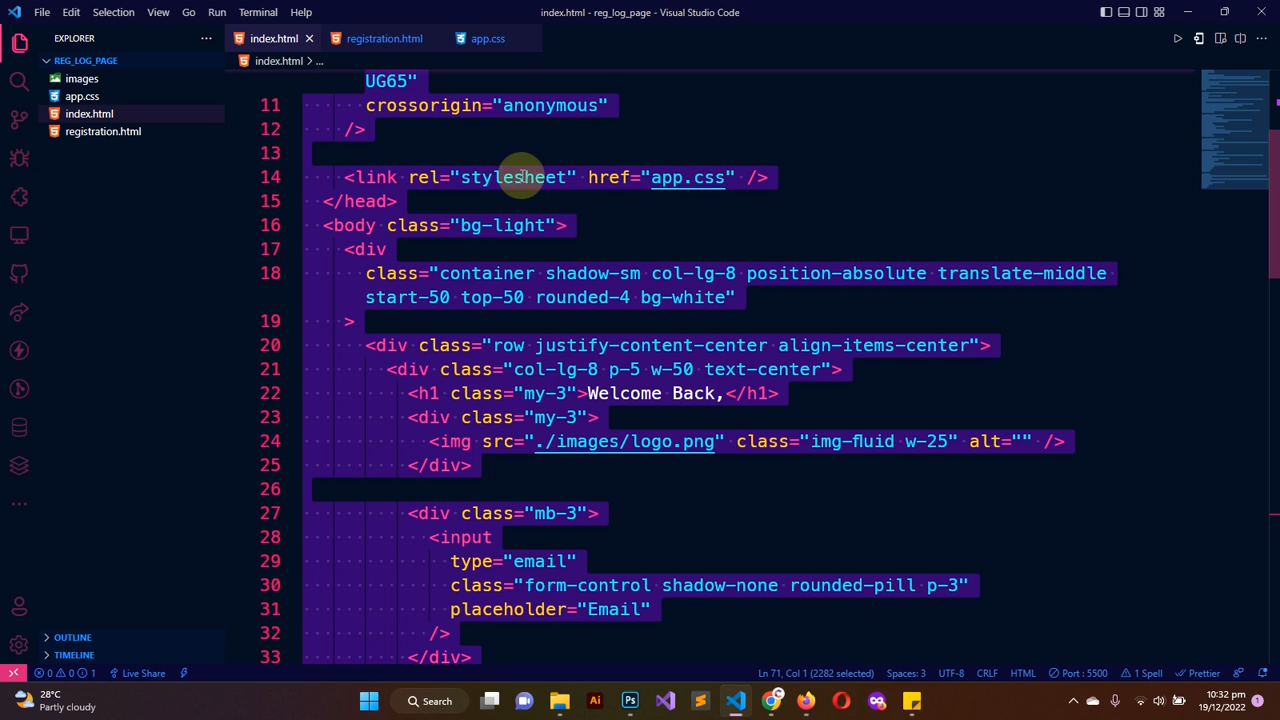 File Edit Selection View Go Run Terminal Help
index.html - reg_log_page - Visual Studio Code
EXPLORER
index.html
registration.html
app.css
REG_LOG_PAGE
images
app.css
index.html
registration.html
OUTLINE
TIMELINE
index.html > ...
UG65"
11 crossorigin="anonymous"
12 />
13
14 <link rel="stylesheet" href="app.css" />
15 </head>
16 <body class="bg-light">
17 <div
18 class="container shadow-sm col-lg-8 position-absolute translate-middle
start-50 top-50 rounded-4 bg-white"
19 >
20 <div class="row justify-content-center align-items-center">
21 <div class="col-lg-8 p-5 w-50 text-center">
22 <h1 class="my-3">Welcome Back,</h1>
23 <div class="my-3">
24 <img src="./images/logo.png" class="img-fluid w-25" alt="" />
25 </div>
26
27 <div class="mb-3">
28 <input
29 type="email"
30 class="form-control shadow-none rounded-pill p-3"
31 placeholder="Email"
32 />
33 </div>
0 0 1 Live Share
Ln 71, Col 1 (2282 selected) Spaces: 3 UTF-8 CRLF HTML Port : 5500 1 Spell Prettier
28°C
Partly cloudy
Search
Ai
Ps
10:32 pm
19/12/2022
1